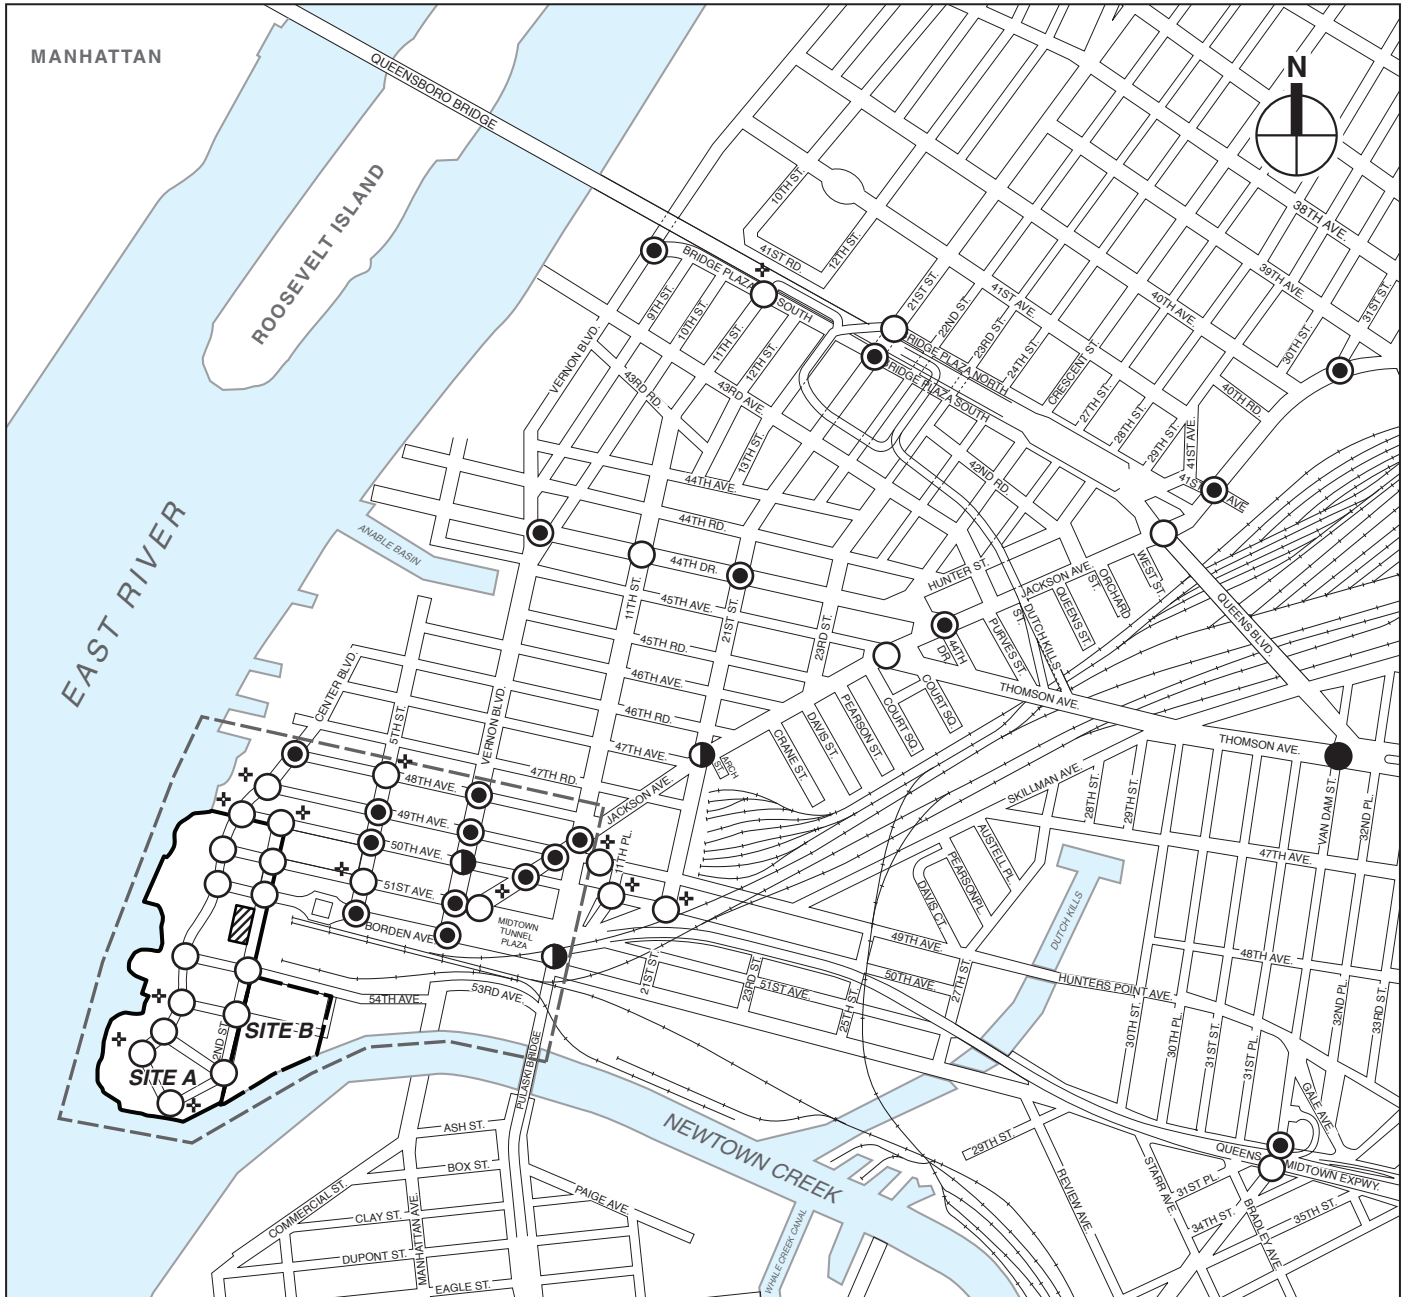 MANHATTAN
N
QUEENSBORO BRIDGE
ROOSEVELT ISLAND
EAST RIVER
10TH ST.
38TH AVE.
41ST RD.
12TH ST.
39TH AVE.
BRIDGE PLAZA SOUTH
21ST ST.
41ST AVE.
40TH AVE.
31ST ST.
9TH ST.
10TH ST.
11TH ST.
12TH ST.
22ND ST.
23RD ST.
24TH ST.
30TH ST.
VERNON BLVD.
BRIDGE PLAZA NORTH
BRIDGE PLAZA SOUTH
CRESCENT ST.
27TH ST.
28TH ST.
29TH ST.
40TH RD.
43RD RD.
43RD AVE.
13TH ST.
41ST AVE.
41ST AVE
42ND RD.
44TH AVE.
44TH RD.
44TH DR.
ANABLE BASIN
HUNTER ST.
JACKSON AVE.
ORCHARD ST.
WEST ST.
QUEENS ST.
DUTCH KILLS ST.
PURVES ST.
QUEENS BLVD.
45TH AVE.
11TH ST.
21ST ST.
23RD ST.
45TH RD.
44TH DR.
46TH AVE.
46TH RD.
CENTER BLVD.
5TH ST.
VERNON BLVD.
COURT SQ.
COURT SQ.
PEARSON ST.
DAVIS ST.
CRANE ST.
THOMSON AVE.
THOMSON AVE.
47TH AVE.
ARCH ST.
47TH RD.
JACKSON AVE.
48TH AVE.
49TH AVE.
50TH AVE.
51ST AVE.
11TH PL.
SKILLMAN AVE.
28TH ST.
29TH ST.
VAN DAM ST.
32ND PL.
47TH AVE.
AUSTELL PL.
PEARSON PL.
DAVIS CT.
DUTCH KILLS
BORDEN AVE.
MIDTOWN
TUNNEL
PLAZA
49TH AVE.
48TH AVE.
50TH AVE.
51ST AVE.
21ST ST.
23RD ST.
25TH ST.
27TH ST.
HUNTERS POINT AVE.
54TH AVE.
53RD AVE.
2ND ST.
SITE B
SITE A
PULASKI BRIDGE
30TH ST.
30TH PL.
31ST ST.
31ST PL.
32ND PL.
33RD ST.
GALE AVE.
NEWTOWN CREEK
29TH ST.
QUEENS MIDTOWN EXPWY.
REVIEW AVE.
STARR AVE.
31ST PL.
34TH ST.
35TH ST.
BRADLEY AVE.
ASH ST.
BOX ST.
COMMERCIAL ST.
CLAY ST.
MANHATTAN AVE.
PAIGE AVE.
DUPONT ST.
EAGLE ST.
WHALE CREEK CANAL